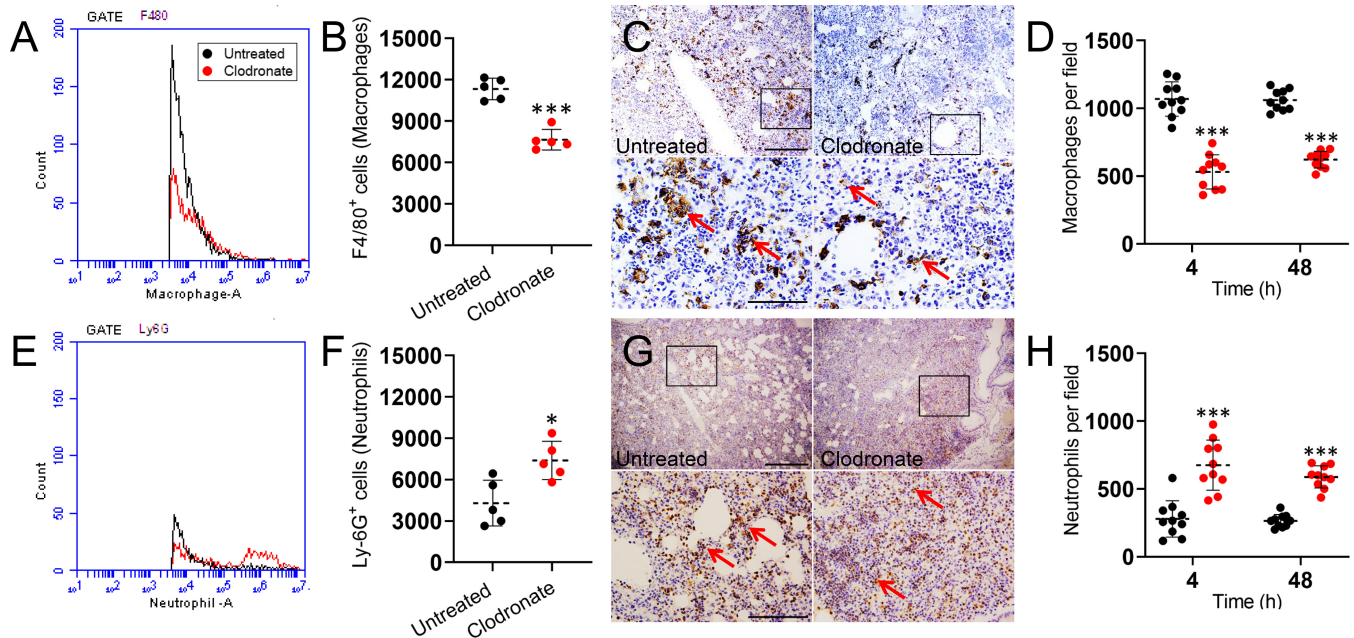 A
GATE F480
200
150
100
50
0
Count
Untreated
Clodronate
10¹ 10² 10³ 10⁴ 10⁵ 10⁶ 10⁷
Macrophage-A
B
F4/80⁺ cells (Macrophages)
15000
12000
9000
6000
3000
0
***
Untreated
Clodronate
C
Untreated
Clodronate
D
Macrophages per field
1500
1000
500
0
***
***
4
48
Time (h)
E
GATE Ly6G
200
150
100
50
0
Count
10¹ 10² 10³ 10⁴ 10⁵ 10⁶ 10⁷
Neutrophil -A
F
Ly-6G⁺ cells (Neutrophils)
15000
12000
9000
6000
3000
0
*
Untreated
Clodronate
G
Untreated
Clodronate
H
Neutrophils per field
1500
1000
500
0
***
***
4
48
Time (h)